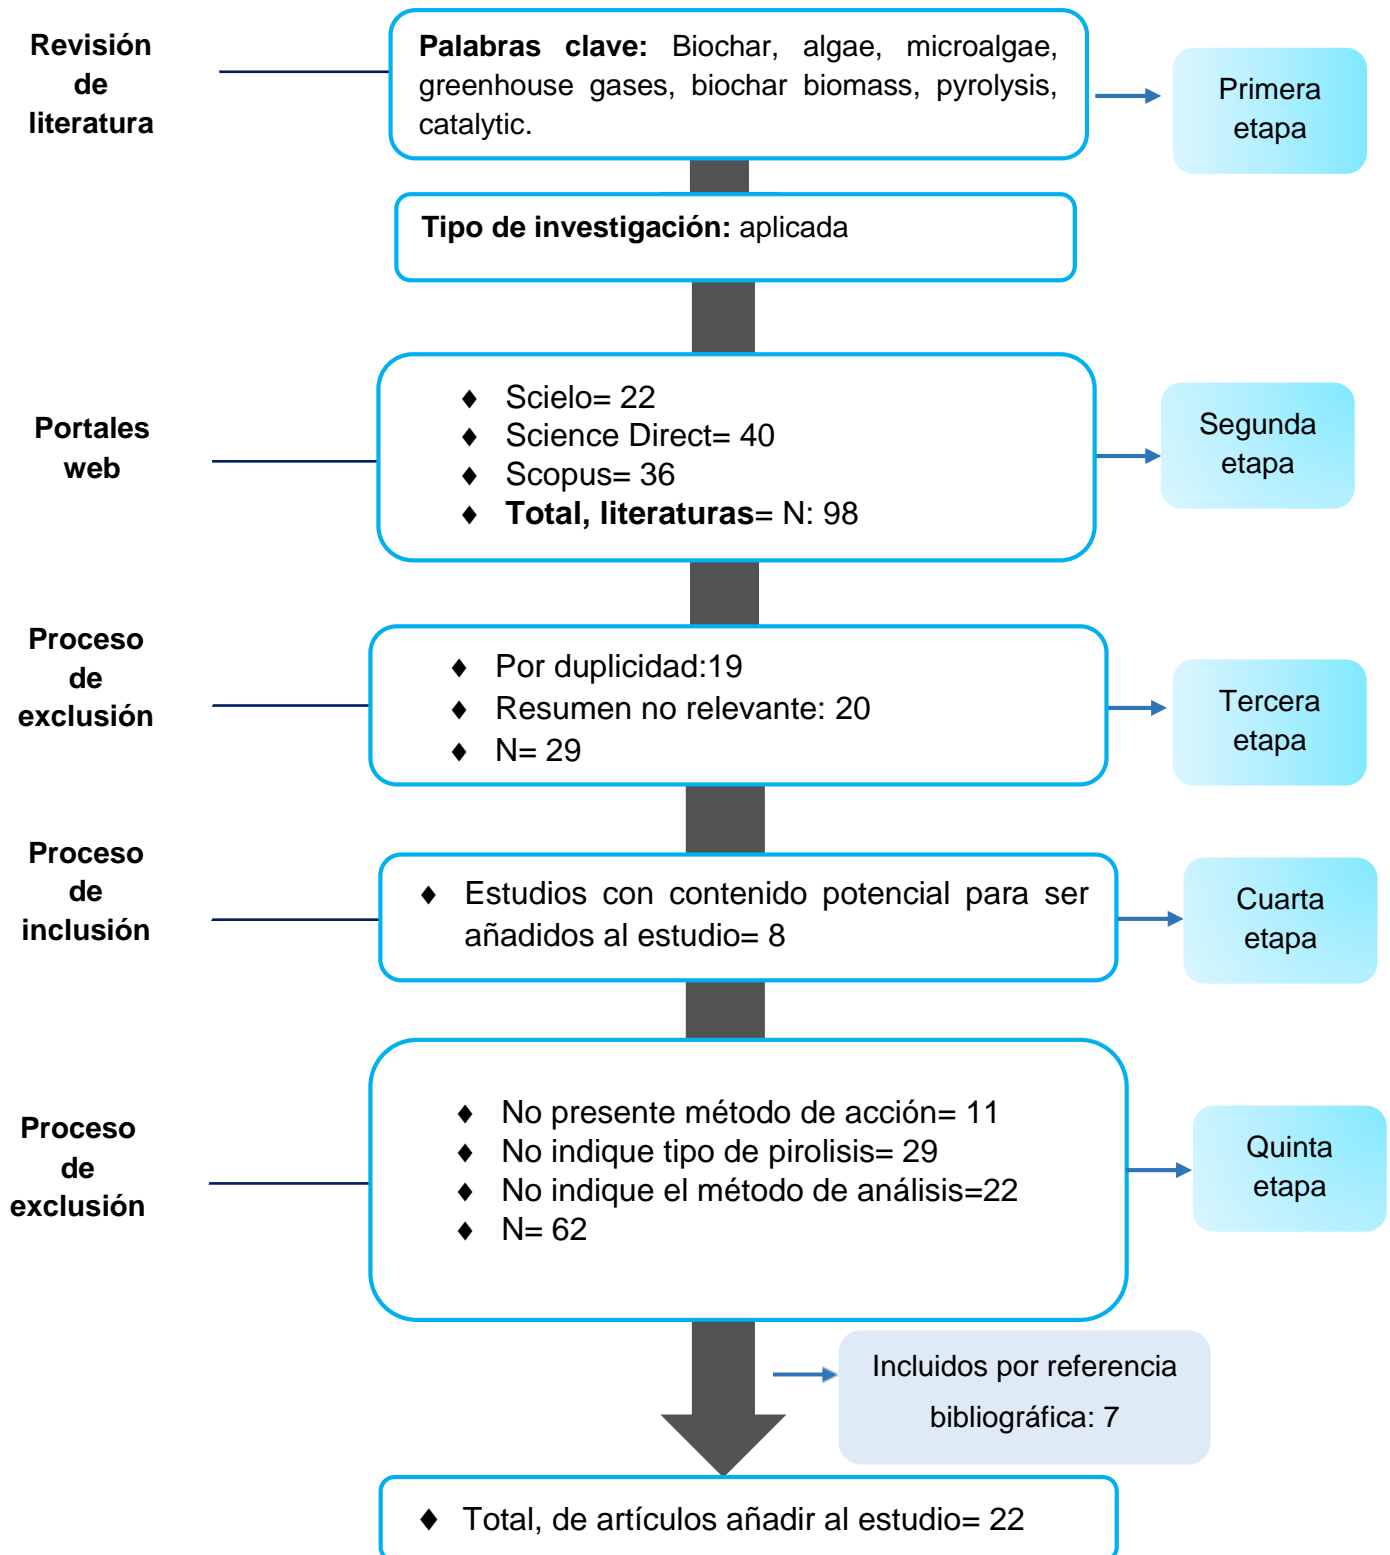 Revisión
de
literatura
Palabras clave: Biochar, algae, microalgae,
greenhouse gases, biochar biomass, pyrolysis,
catalytic.
Primera
etapa
Tipo de investigación: aplicada
Portales
web
♦ Scielo= 22
♦ Science Direct= 40
♦ Scopus= 36
♦ Total, literaturas= N: 98
Segunda
etapa
Proceso
de
exclusión
♦ Por duplicidad:19
♦ Resumen no relevante: 20
♦ N= 29
Tercera
etapa
Proceso
de
inclusión
♦ Estudios con contenido potencial para ser
añadidos al estudio= 8
Cuarta
etapa
Proceso
de
exclusión
♦ No presente método de acción= 11
♦ No indique tipo de pirolisis= 29
♦ No indique el método de análisis=22
♦ N= 62
Quinta
etapa
Incluidos por referencia
bibliográfica: 7
♦ Total, de artículos añadir al estudio= 22